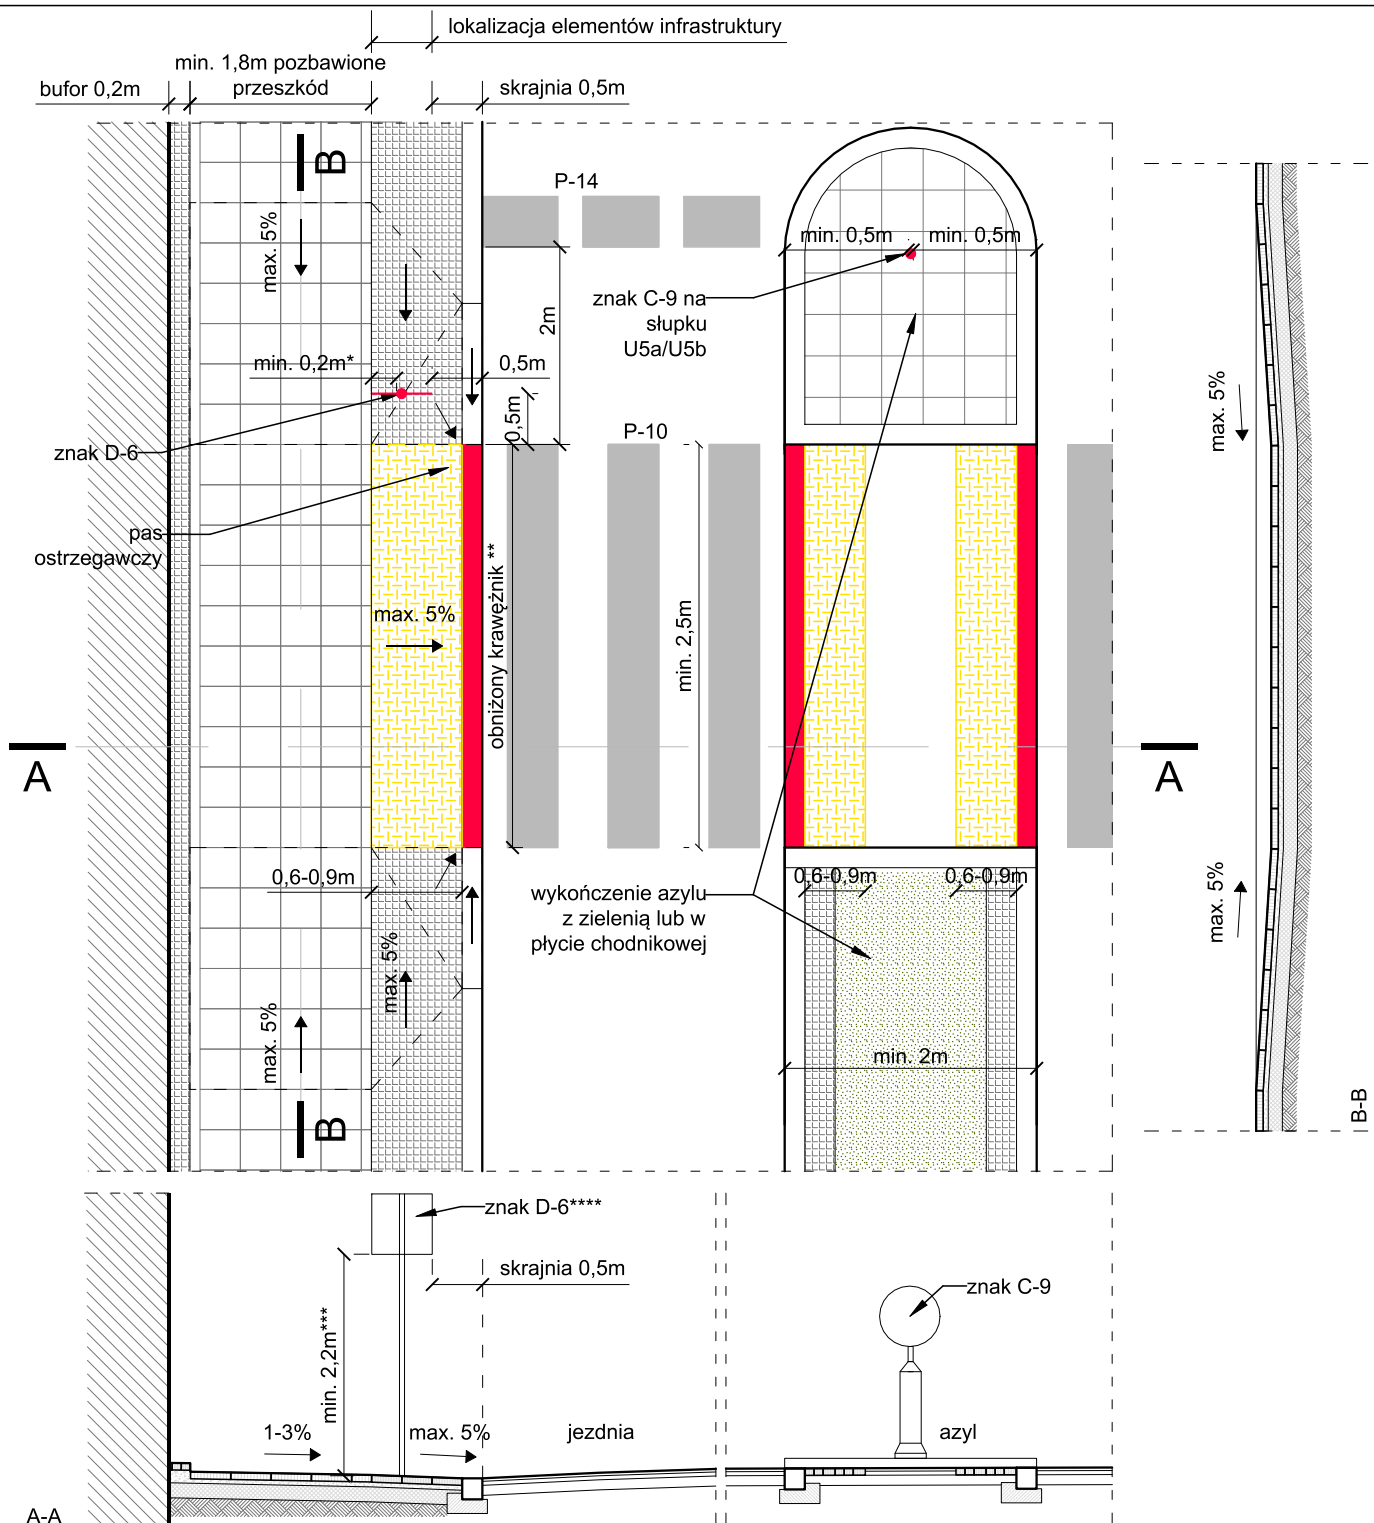 lokalizacja elementów infrastruktury
min. 1,8m pozbawione
przeszkód
bufor 0,2m
skrajnia 0,5m
B
max. 5%
P-14
min. 0,5m
min. 0,5m
znak C-9 na
słupku
U5a/U5b
2m
min. 0,2m*
0,5m
0,5m
max. 5%
P-10
znak D-6
pas
ostrzegawczy
max. 5%
obniżony krawężnik **
min. 2,5m
A
A
0,6-0,9m
0,6-0,9m
0,6-0,9m
wykończenie azylu
z zielenią lub w
płycie chodnikowej
max. 5%
max. 5%
max. 5%
min. 2m
B
B-B
znak D-6****
skrajnia 0,5m
znak C-9
min. 2,2m***
1-3%
max. 5%
jezdnia
azyl
A-A